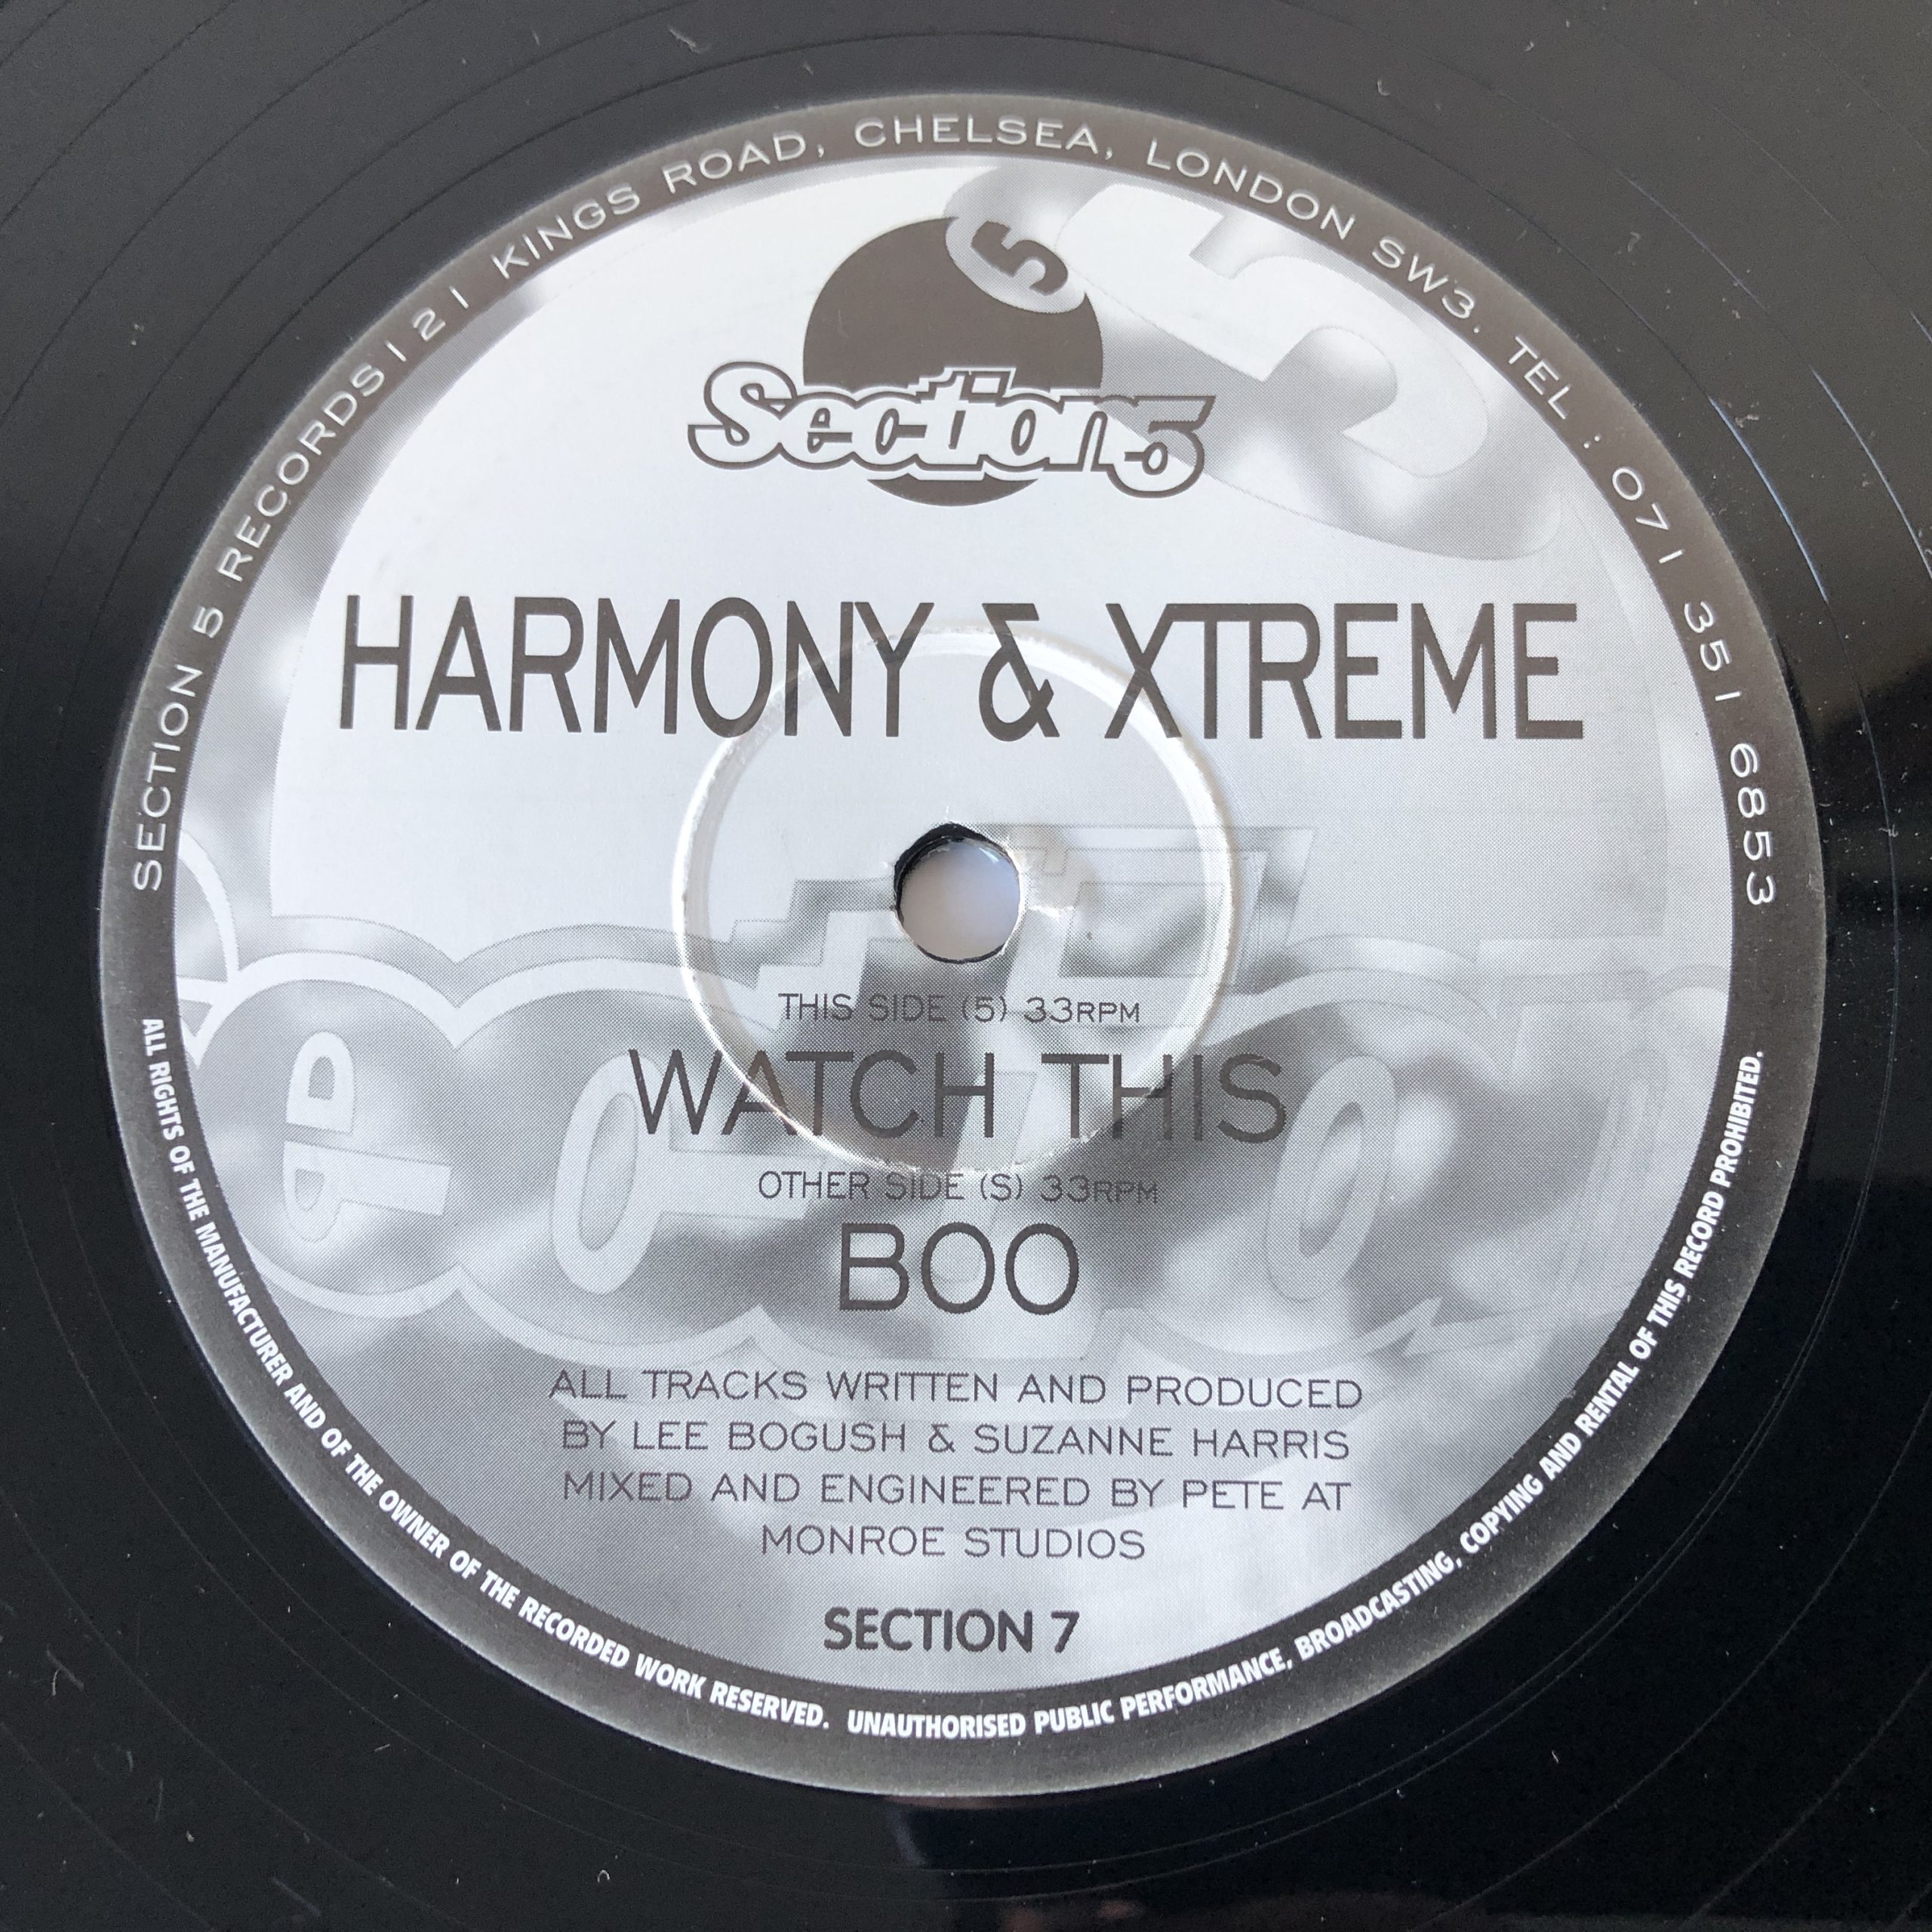 SECTION 5 RECORDS 121 KINGS ROAD, CHELSEA, LONDON SW3. TEL : 071 351 6853
5
Section5
HARMONY & XTREME
THIS SIDE (5) 33RPM
WATCH THIS
OTHER SIDE (S) 33RPM
BOO
ALL TRACKS WRITTEN AND PRODUCED
BY LEE BOGUSH & SUZANNE HARRIS
MIXED AND ENGINEERED BY PETE AT
MONROE STUDIOS
SECTION 7
ALL RIGHTS OF THE MANUFACTURER AND OF THE OWNER OF THE RECORDED WORK RESERVED. UNAUTHORISED PUBLIC PERFORMANCE, BROADCASTING, COPYING AND RENTAL OF THIS RECORD PROHIBITED.